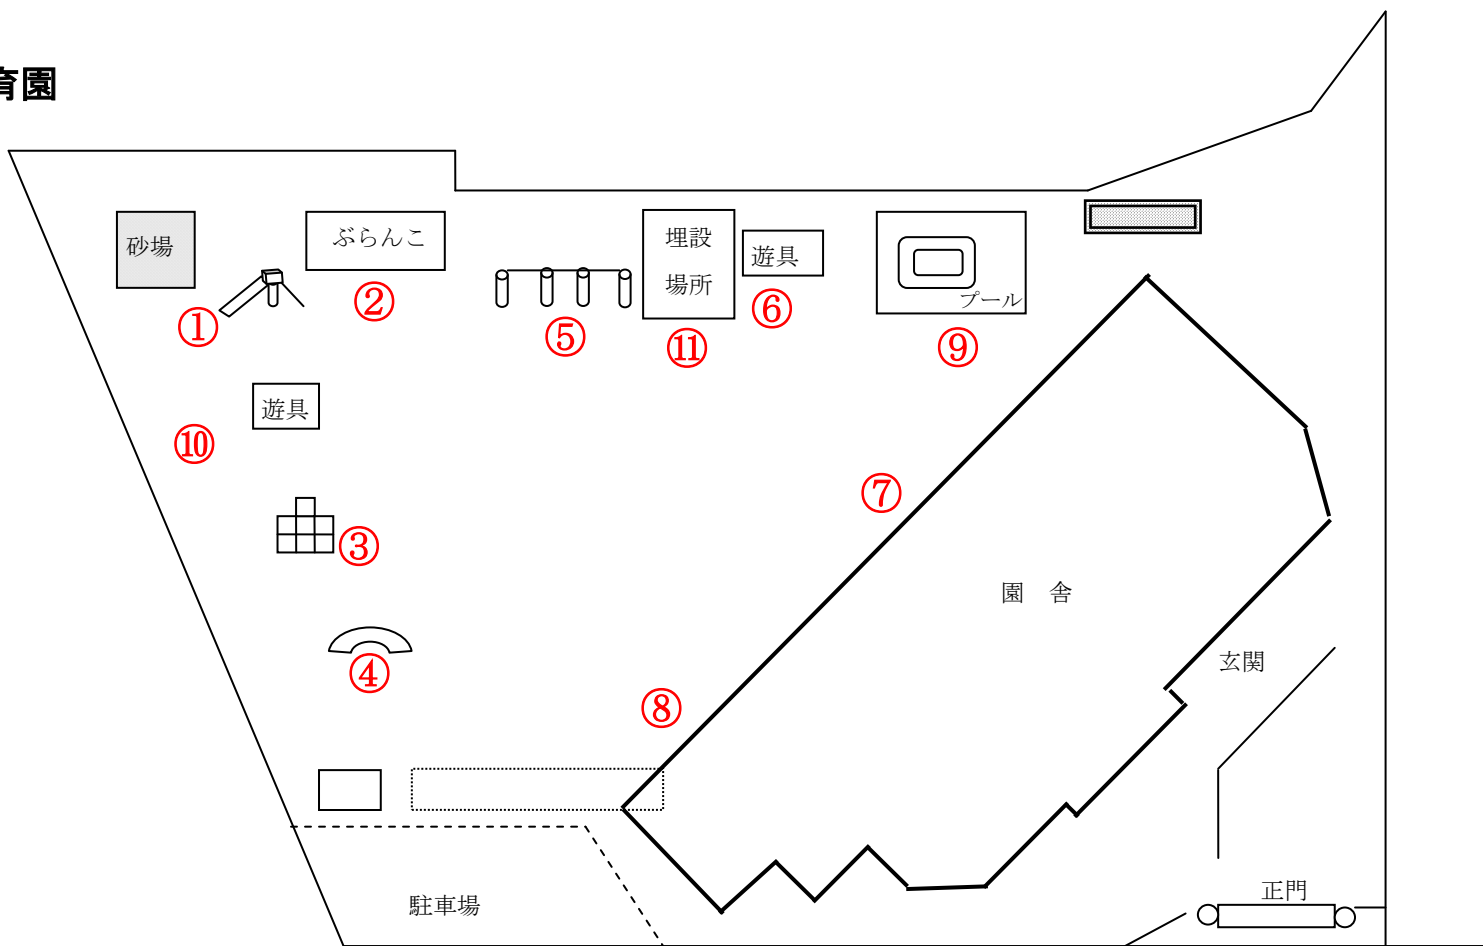 育園
砂場
ぶらんこ
埋設
場所
遊具
プール
①
②
⑤
⑪
⑥
⑨
遊具
⑩
⑦
③
園 舎
④
玄関
⑧
駐車場
正門